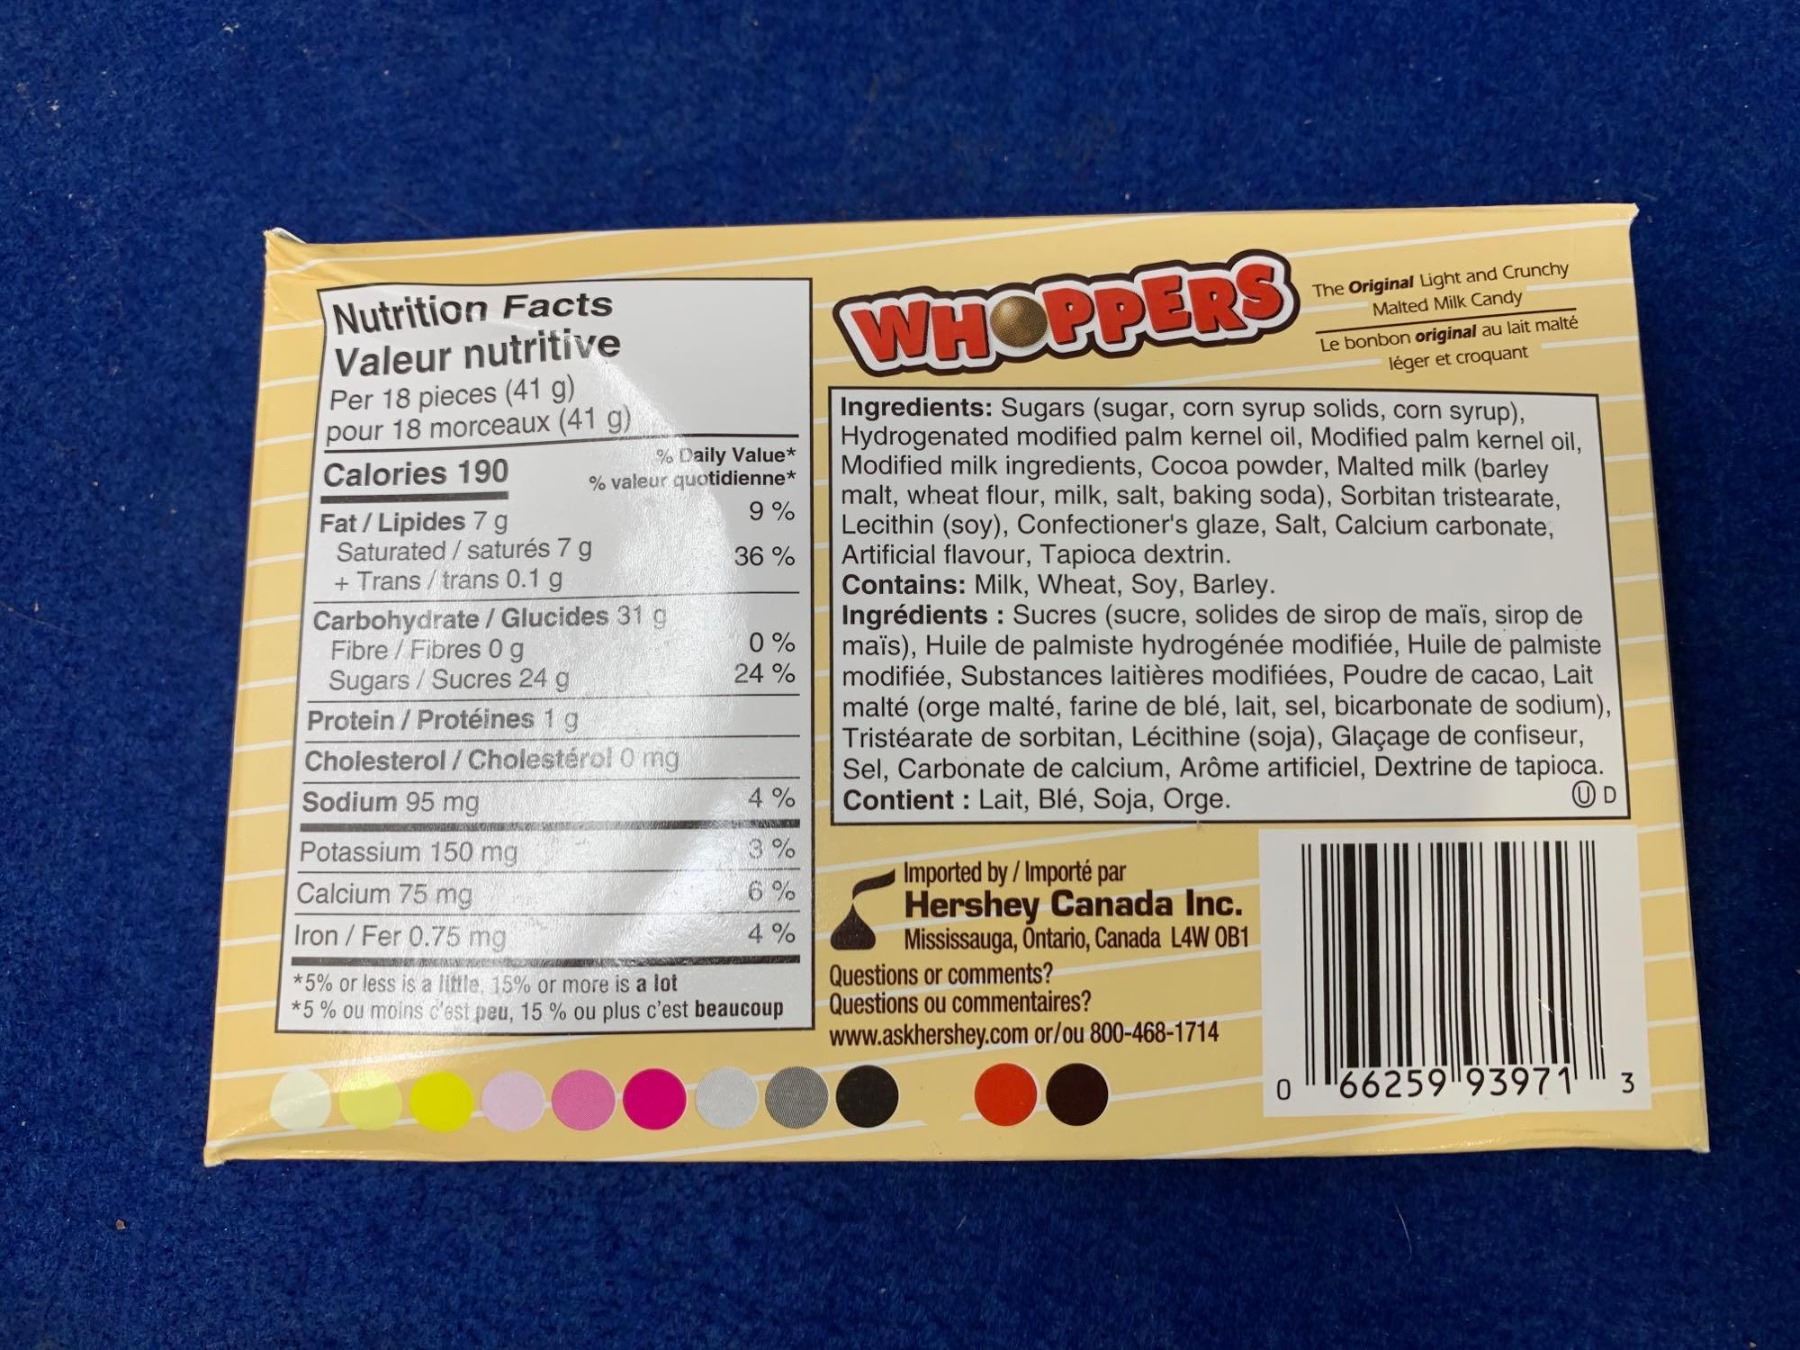 Nutrition Facts
Valeur nutritive
Per 18 pieces (41 g)
pour 18 morceaux (41 g)
Calories 190
% Daily Value*
% valeur quotidienne*
Fat / Lipides 7 g 9 %
Saturated / saturés 7 g
+ Trans / trans 0.1 g
36 %
Carbohydrate / Glucides 31 g
Fibre / Fibres 0 g 0 %
Sugars / Sucres 24 g 24 %
Protein / Protéines 1 g
Cholesterol / Cholestérol 0 mg
Sodium 95 mg 4 %
Potassium 150 mg 3 %
Calcium 75 mg 6 %
Iron / Fer 0.75 mg 4 %
*5% or less is a little, 15% or more is a lot
*5 % ou moins c'est peu, 15 % ou plus c'est beaucoup
WHOPPERS
The Original Light and Crunchy
Malted Milk Candy
Le bonbon original au lait malté
léger et croquant
Ingredients: Sugars (sugar, corn syrup solids, corn syrup),
Hydrogenated modified palm kernel oil, Modified palm kernel oil,
Modified milk ingredients, Cocoa powder, Malted milk (barley
malt, wheat flour, milk, salt, baking soda), Sorbitan tristearate,
Lecithin (soy), Confectioner's glaze, Salt, Calcium carbonate,
Artificial flavour, Tapioca dextrin.
Contains: Milk, Wheat, Soy, Barley.
Ingrédients : Sucres (sucre, solides de sirop de maïs, sirop de
maïs), Huile de palmiste hydrogénée modifiée, Huile de palmiste
modifiée, Substances laitières modifiées, Poudre de cacao, Lait
malté (orge malté, farine de blé, lait, sel, bicarbonate de sodium),
Tristéarate de sorbitan, Lécithine (soja), Glaçage de confiseur,
Sel, Carbonate de calcium, Arôme artificiel, Dextrine de tapioca.
Contient : Lait, Blé, Soja, Orge.
Ⓤ D
Imported by / Importé par
Hershey Canada Inc.
Mississauga, Ontario, Canada L4W 0B1
Questions or comments?
Questions ou commentaires?
www.askhershey.com or/ou 800-468-1714
0 66259 93971 3